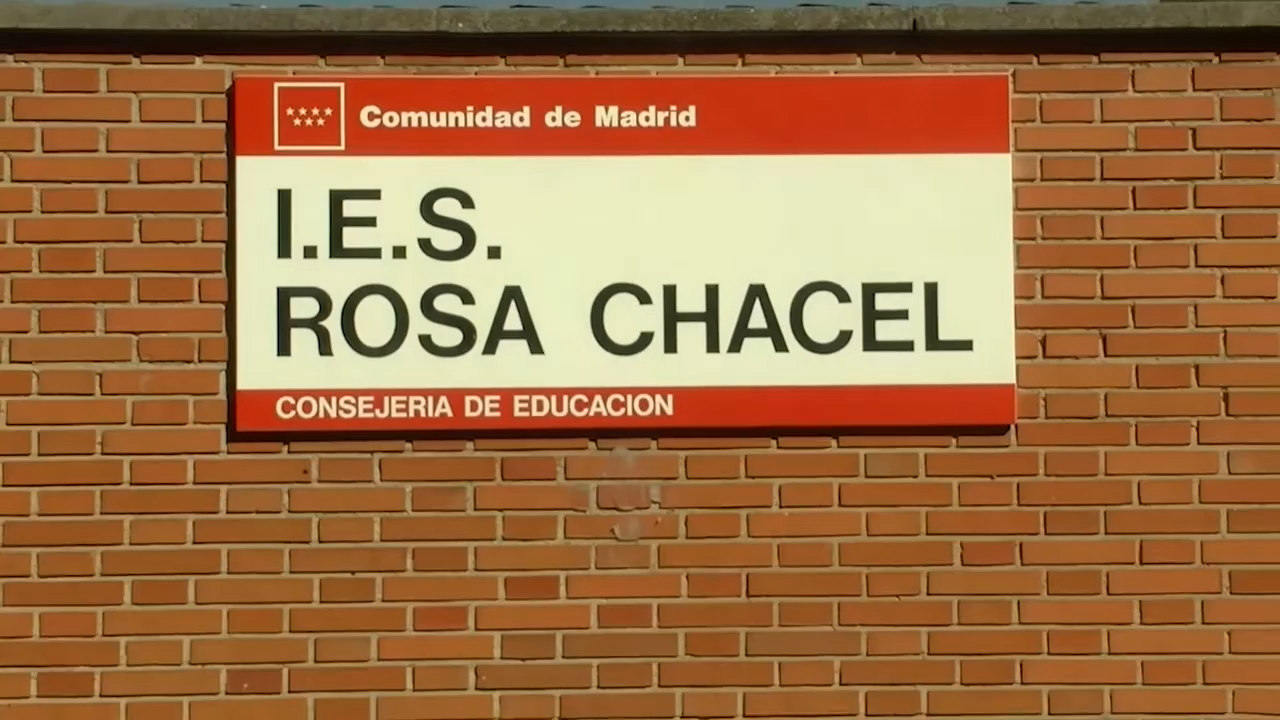 Comunidad de Madrid
I.E.S.
ROSA CHACEL
CONSEJERIA DE EDUCACION